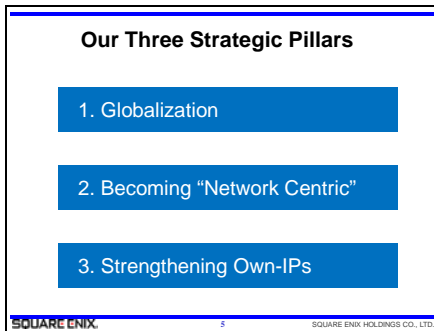 Our Three Strategic Pillars
1. Globalization
2. Becoming “Network Centric”
3. Strengthening Own-IPs
SQUARE ENIX.
5
SQUARE ENIX HOLDINGS CO., LTD.